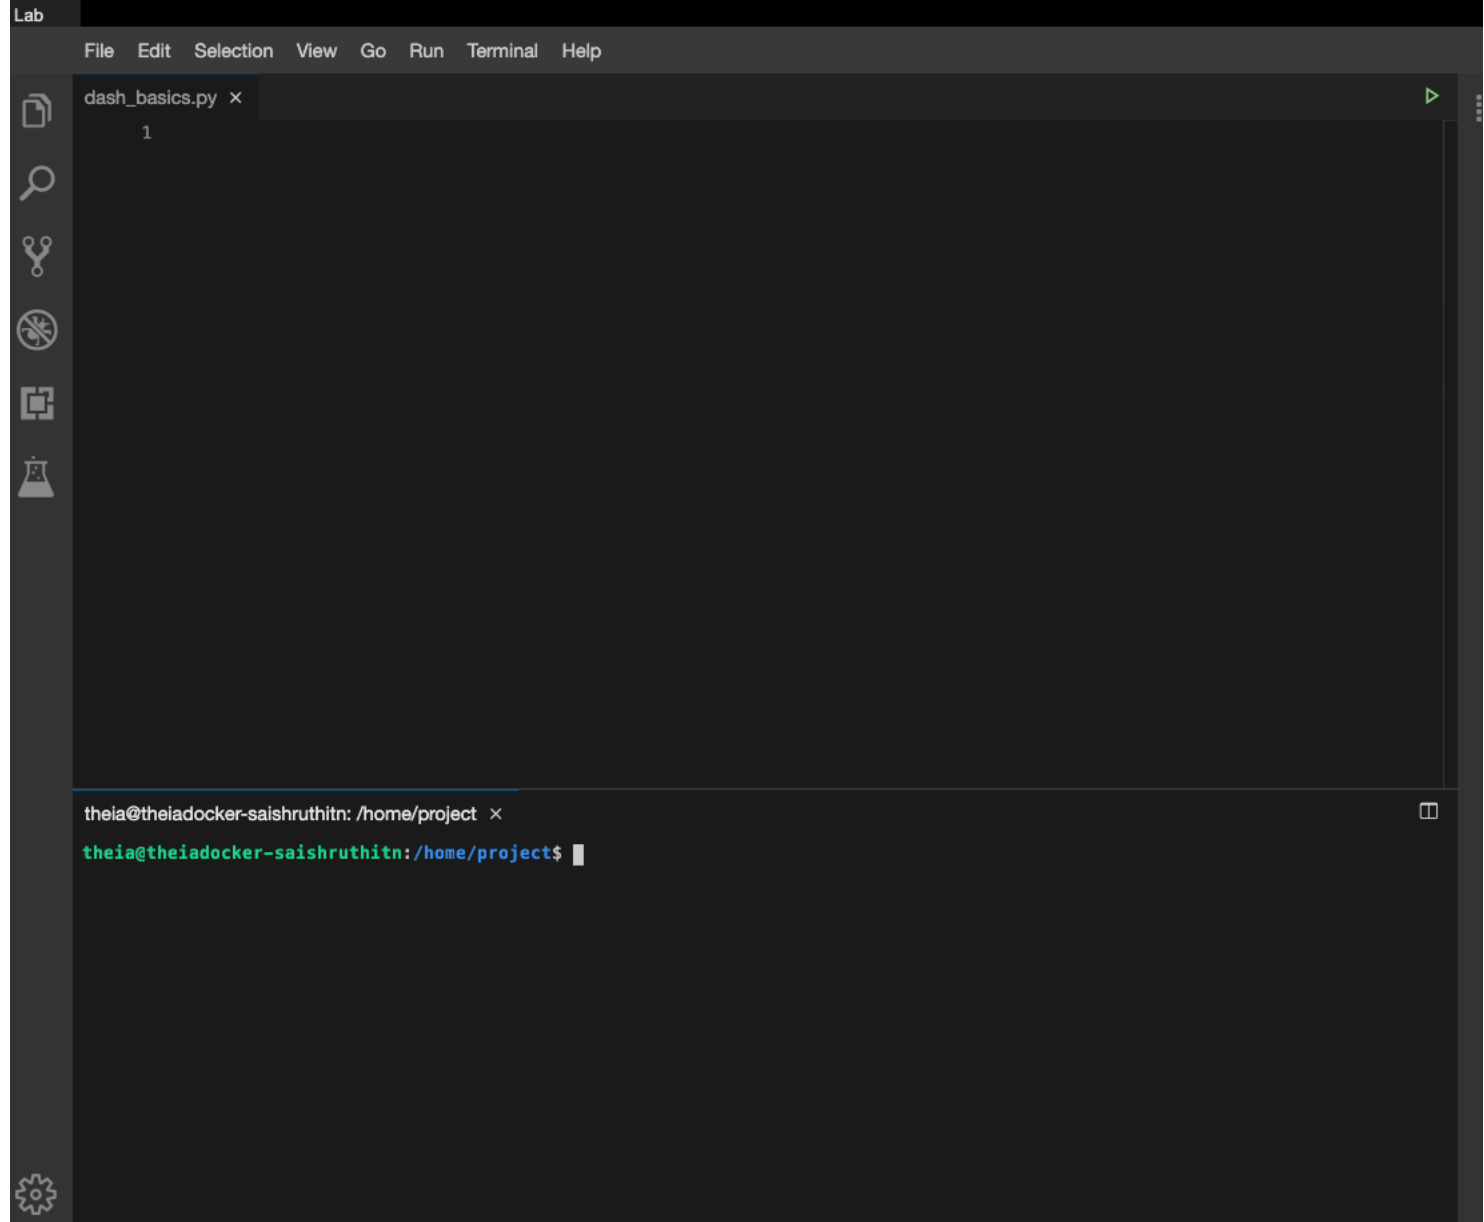 Lab
File Edit Selection View Go Run Terminal Help
dash_basics.py ×
1
theia@theiadocker-saishruthitn: /home/project ×
theia@theiadocker-saishruthitn:/home/project$